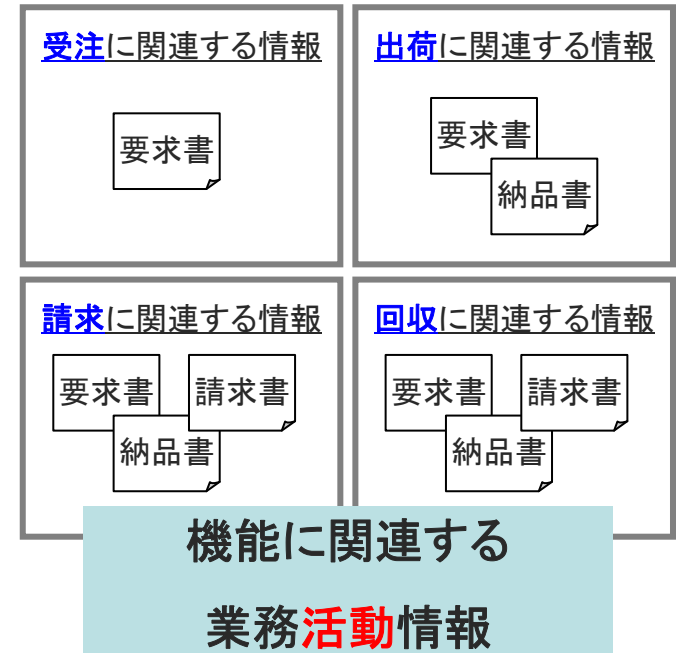 受注に関連する情報
要求書
出荷に関連する情報
要求書
納品書
請求に関連する情報
要求書
請求書
納品書
回収に関連する情報
要求書
請求書
納品書
機能に関連する
業務活動情報